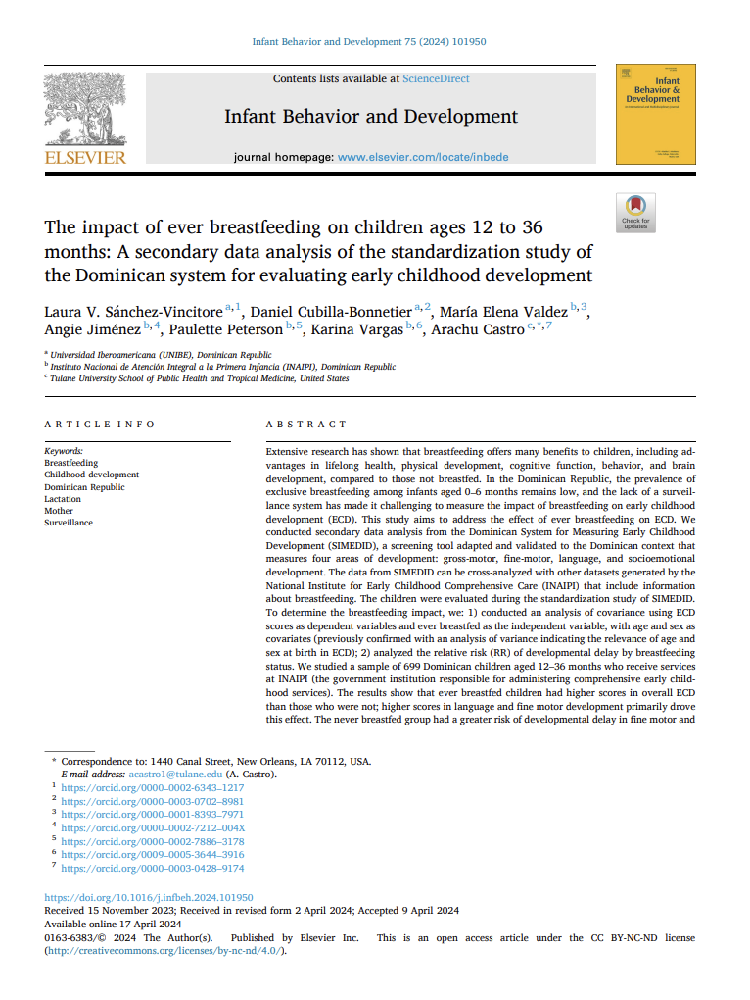 Infant Behavior and Development 75 (2024) 101950
Contents lists available at ScienceDirect
Infant Behavior and Development
journal homepage: www.elsevier.com/locate/inbede
ELSEVIER
Infant
Behavior &
Development
Check for
updates
The impact of ever breastfeeding on children ages 12 to 36
months: A secondary data analysis of the standardization study of
the Dominican system for evaluating early childhood development
Laura V. Sánchez-Vincitore a,1, Daniel Cubilla-Bonnetier a,2, María Elena Valdez b,3,
Angie Jiménez b,4, Paulette Peterson b,5, Karina Vargas b,6, Arachu Castro c,*,7
a Universidad Iberoamericana (UNIBE), Dominican Republic
b Instituto Nacional de Atención Integral a la Primera Infancia (INAIPI), Dominican Republic
c Tulane University School of Public Health and Tropical Medicine, United States
ARTICLE INFO
Keywords:
Breastfeeding
Childhood development
Dominican Republic
Lactation
Mother
Surveillance
ABSTRACT
Extensive research has shown that breastfeeding offers many benefits to children, including ad-
vantages in lifelong health, physical development, cognitive function, behavior, and brain
development, compared to those not breastfed. In the Dominican Republic, the prevalence of
exclusive breastfeeding among infants aged 0–6 months remains low, and the lack of a surveil-
lance system has made it challenging to measure the impact of breastfeeding on early childhood
development (ECD). This study aims to address the effect of ever breastfeeding on ECD. We
conducted secondary data analysis from the Dominican System for Measuring Early Childhood
Development (SIMEDID), a screening tool adapted and validated to the Dominican context that
measures four areas of development: gross-motor, fine-motor, language, and socioemotional
development. The data from SIMEDID can be cross-analyzed with other datasets generated by the
National Institute for Early Childhood Comprehensive Care (INAIPI) that include information
about breastfeeding. The children were evaluated during the standardization study of SIMEDID.
To determine the breastfeeding impact, we: 1) conducted an analysis of covariance using ECD
scores as dependent variables and ever breastfed as the independent variable, with age and sex as
covariates (previously confirmed with an analysis of variance indicating the relevance of age and
sex at birth in ECD); 2) analyzed the relative risk (RR) of developmental delay by breastfeeding
status. We studied a sample of 699 Dominican children aged 12–36 months who receive services
at INAIPI (the government institution responsible for administering comprehensive early child-
hood services). The results show that ever breastfed children had higher scores in overall ECD
than those who were not; higher scores in language and fine motor development primarily drove
this effect. The never breastfed group had a greater risk of developmental delay in fine motor and
* Correspondence to: 1440 Canal Street, New Orleans, LA 70112, USA.
E-mail address: acastro1@tulane.edu (A. Castro).
1 https://orcid.org/0000–0002-6343–1217
2 https://orcid.org/0000–0003-0702–8981
3 https://orcid.org/0000–0001-8393–7971
4 https://orcid.org/0000–0002-7212–004X
5 https://orcid.org/0000–0002-7886–3178
6 https://orcid.org/0009–0005-3644–3916
7 https://orcid.org/0000–0003-0428–9174
https://doi.org/10.1016/j.infbeh.2024.101950
Received 15 November 2023; Received in revised form 2 April 2024; Accepted 9 April 2024
Available online 17 April 2024
0163-6383/© 2024 The Author(s). Published by Elsevier Inc. This is an open access article under the CC BY-NC-ND license
(http://creativecommons.org/licenses/by-nc-nd/4.0/).